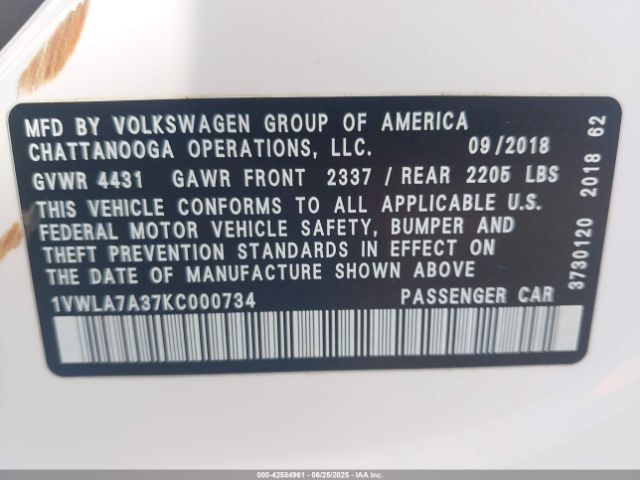 MFD BY VOLKSWAGEN GROUP OF AMERICA
CHATTANOOGA OPERATIONS, LLC. 09/2018
GVWR 4431 GAWR FRONT 2337/REAR 2205 LBS
THIS VEHICLE CONFORMS TO ALL APPLICABLE U.S.
FEDERAL MOTOR VEHICLE SAFETY, BUMPER AND
THEFT PREVENTION STANDARDS IN EFFECT ON
THE DATE OF MANUFACTURE SHOWN ABOVE
1VWLA7A37KC000734 PASSENGER CAR
3730120 2018 62
000-42584961 - 06/25/2025 - IAAI.COM